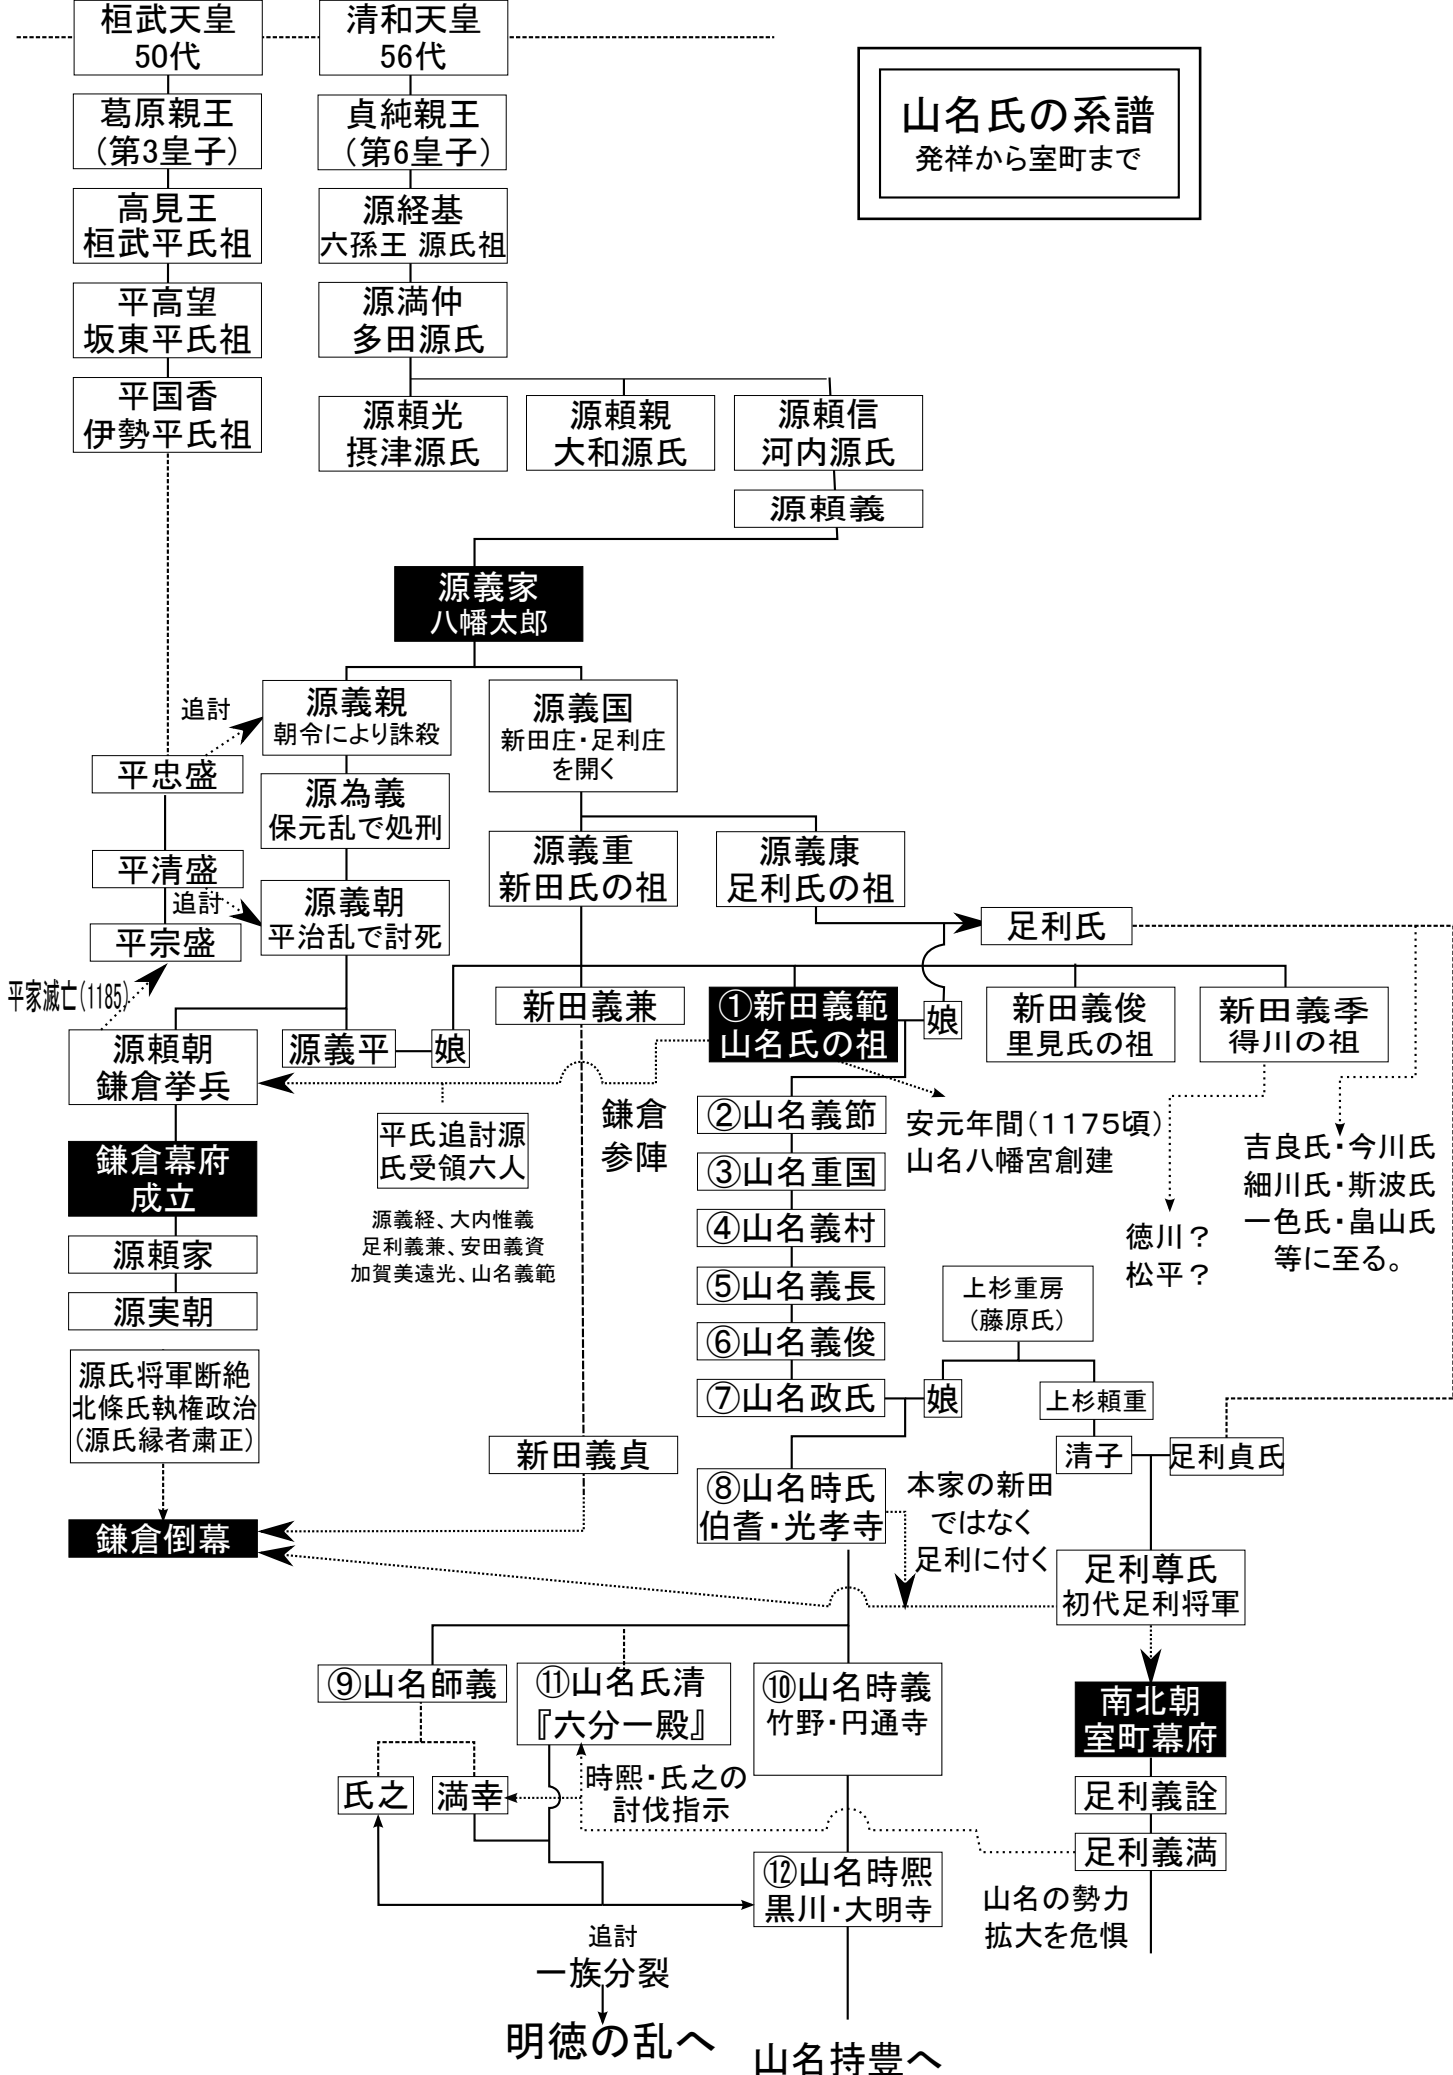 桓武天皇
50代
清和天皇
56代
山名氏の系譜
発祥から室町まで
葛原親王
(第3皇子)
貞純親王
(第6皇子)
高見王
桓武平氏祖
源経基
六孫王 源氏祖
平高望
坂東平氏祖
源満仲
多田源氏
平国香
伊勢平氏祖
源頼光
摂津源氏
源頼親
大和源氏
源頼信
河内源氏
源頼義
源義家
八幡太郎
追討
源義親
朝令により誅殺
源義国
新田庄・足利庄
を開く
平忠盛
源為義
保元乱で処刑
源義重
新田氏の祖
源義康
足利氏の祖
平清盛
追討
源義朝
平治乱で討死
平宗盛
足利氏
平家滅亡(1185)
新田義兼
①新田義範
山名氏の祖
娘
新田義俊
里見氏の祖
新田義季
得川の祖
源頼朝
鎌倉挙兵
源義平
娘
鎌倉
参陣
②山名義節
安元年間(1175頃)
山名八幡宮創建
平氏追討源
氏受領六人
鎌倉幕府
成立
③山名重国
吉良氏・今川氏
細川氏・斯波氏
一色氏・畠山氏
等に至る。
源義経、大内惟義
足利義兼、安田義資
加賀美遠光、山名義範
④山名義村
徳川?
松平?
源頼家
⑤山名義長
上杉重房
(藤原氏)
源実朝
⑥山名義俊
源氏将軍断絶
北條氏執権政治
(源氏縁者粛正)
⑦山名政氏
娘
上杉頼重
新田義貞
清子
足利貞氏
⑧山名時氏
伯耆・光孝寺
本家の新田
ではなく
足利に付く
鎌倉倒幕
足利尊氏
初代足利将軍
⑨山名師義
⑪山名氏清
『六分一殿』
⑩山名時義
竹野・円通寺
南北朝
室町幕府
氏之
満幸
時熙・氏之の
討伐指示
足利義詮
足利義満
⑫山名時熙
黒川・大明寺
山名の勢力
拡大を危惧
追討
一族分裂
明徳の乱へ
山名持豊へ